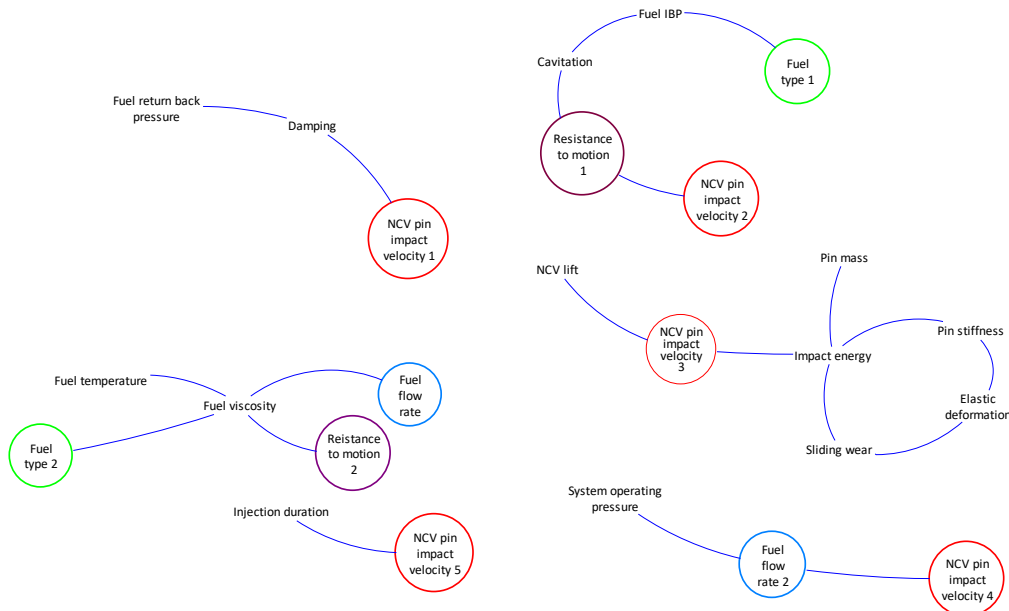 Fuel IBP
Cavitation
Fuel
type 1
Fuel return back
pressure
Damping
Resistance
to motion
1
NCV pin
impact
velocity 2
NCV pin
impact
velocity 1
NCV lift
Pin mass
NCV pin
impact
velocity
3
Impact energy
Pin stiffness
Fuel temperature
Fuel viscosity
Fuel
flow
rate
Elastic
deformation
Fuel
type 2
Reistance
to motion
2
Sliding wear
System operating
pressure
Injection duration
NCV pin
impact
velocity 5
Fuel
flow
rate 2
NCV pin
impact
velocity 4